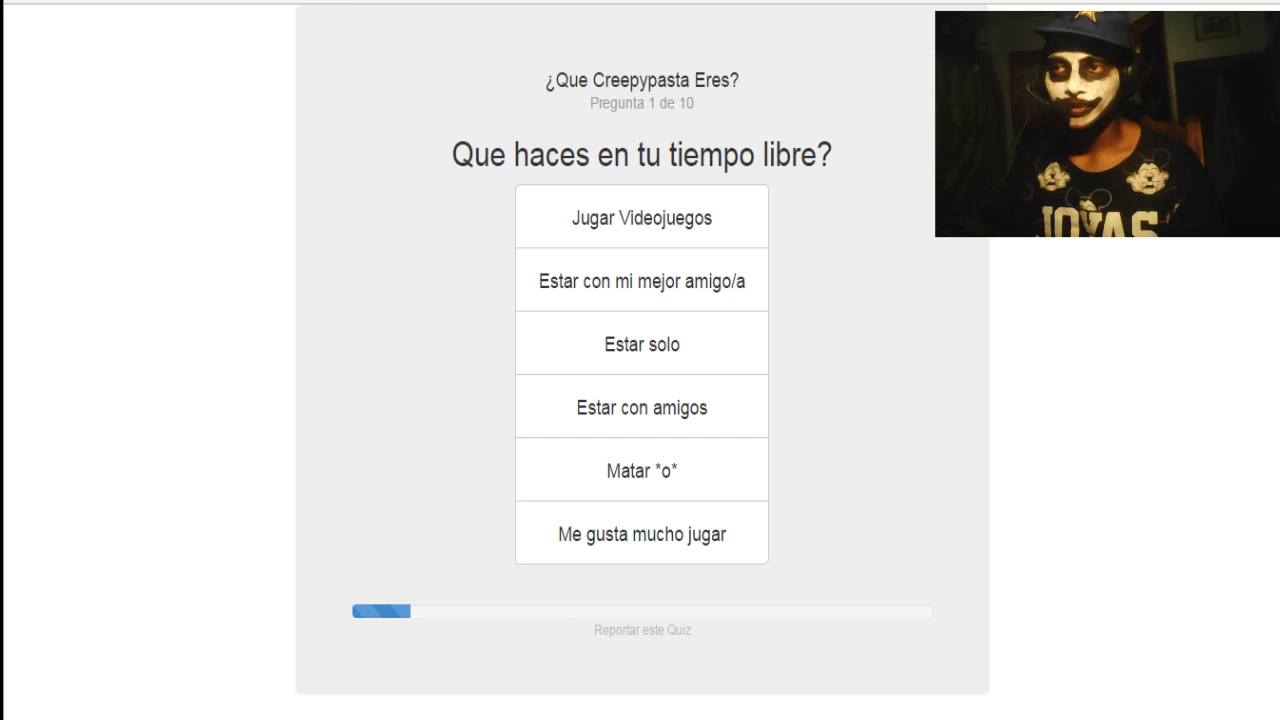 ¿Que Creepypasta Eres?
Pregunta 1 de 10
Que haces en tu tiempo libre?
Jugar Videojuegos
Estar con mi mejor amigo/a
Estar solo
Estar con amigos
Matar *o*
Me gusta mucho jugar
Reportar este Quiz
JOYAS